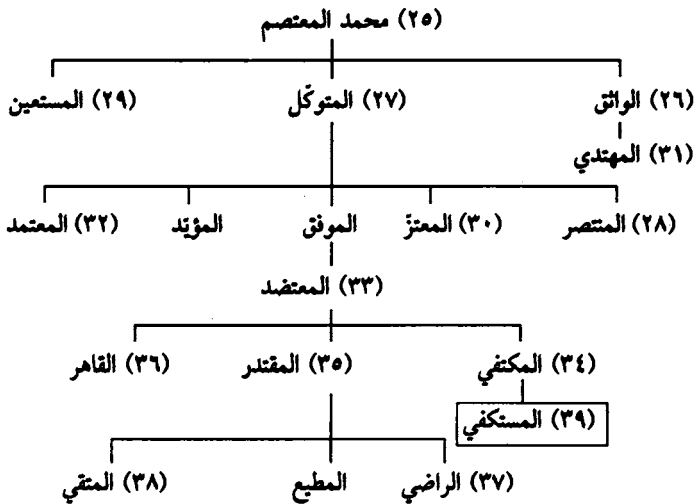 (٢٥) محمد المعتصم
(٢٦) الواثق (٢٧) المتوكّل (٢٩) المستعين
(٣١) المهتدي
(٢٨) المنتصر (٣٠) المعتزّ الموفق المؤيّد (٣٢) المعتمد
(٣٣) المعتضد
(٣٤) المكتفي (٣٥) المقتدر (٣٦) القاهر
(٣٩) المستكفي
(٣٧) الراضي المطيع (٣٨) المتقي